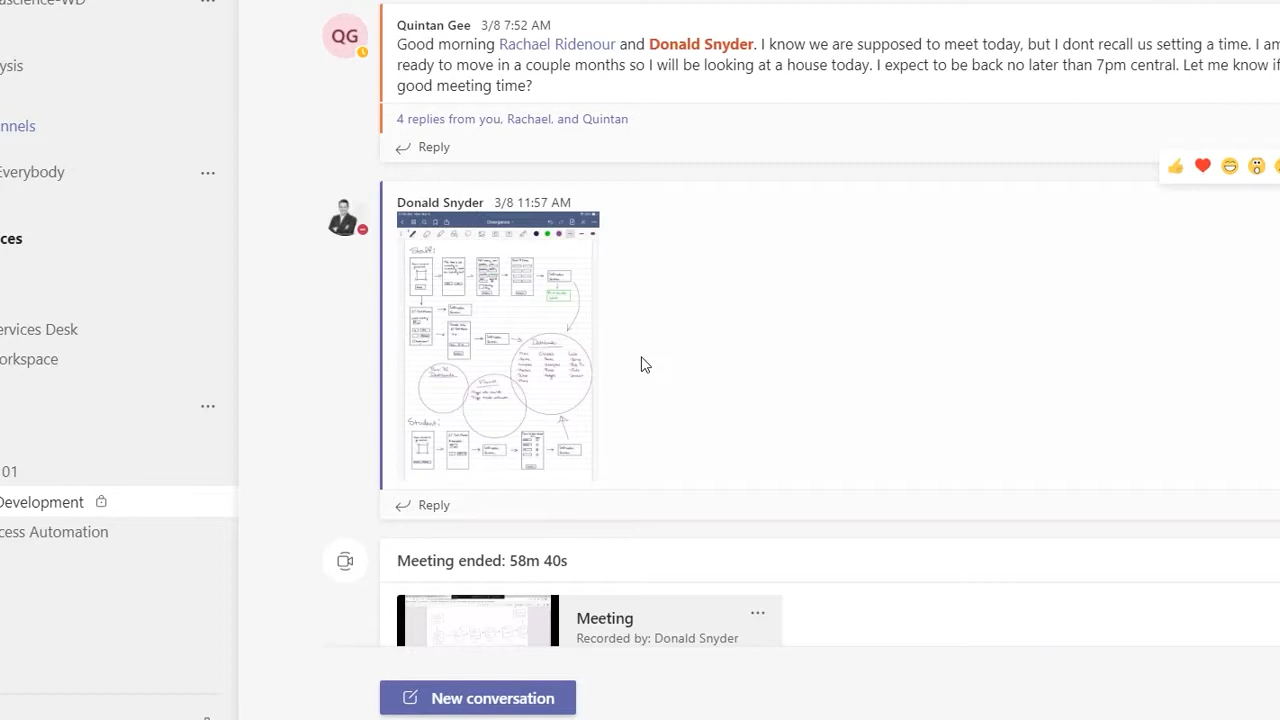 ascience-WD
ysis
nnels
Everybody
ces
ervices Desk
orkspace
01
Development
cess Automation
QG
Quintan Gee 3/8 7:52 AM
Good morning Rachael Ridenour and Donald Snyder. I know we are supposed to meet today, but I dont recall us setting a time. I am
ready to move in a couple months so I will be looking at a house today. I expect to be back no later than 7pm central. Let me know if
good meeting time?
4 replies from you, Rachael, and Quintan
Reply
Donald Snyder 3/8 11:57 AM
Staff:
Student:
Reply
Meeting ended: 58m 40s
Meeting
Recorded by: Donald Snyder
New conversation